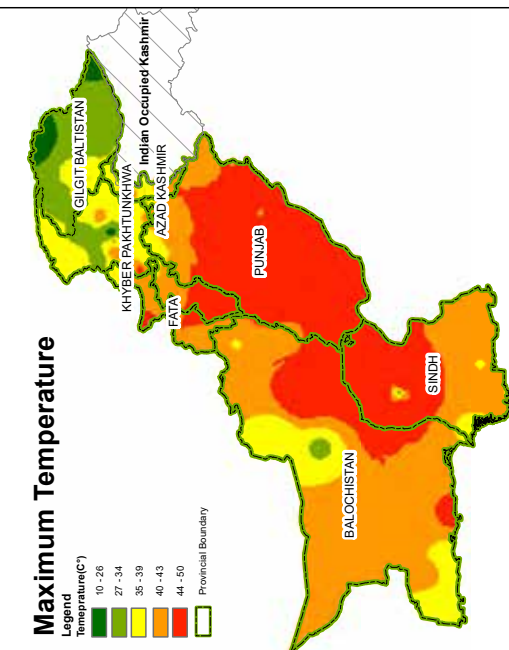 Maximum Temperature
Legend
Temeprature(C°)
10 - 26
27 - 34
35 - 39
40 - 43
44 - 50
Provincial Boundary
GILGIT BALTISTAN
Indian Occupied Kashmir
KHYBER PAKHTUNKHWA
AZAD KASHMIR
FATA
PUNJAB
BALOCHISTAN
SINDH